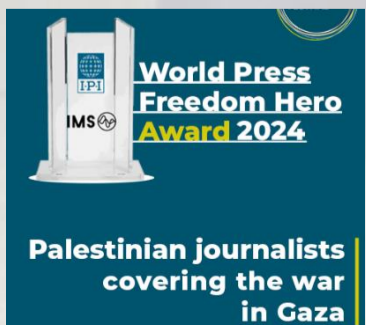 IPI
IMS
World Press
Freedom Hero
Award 2024
Palestinian journalists
covering the war
in Gaza